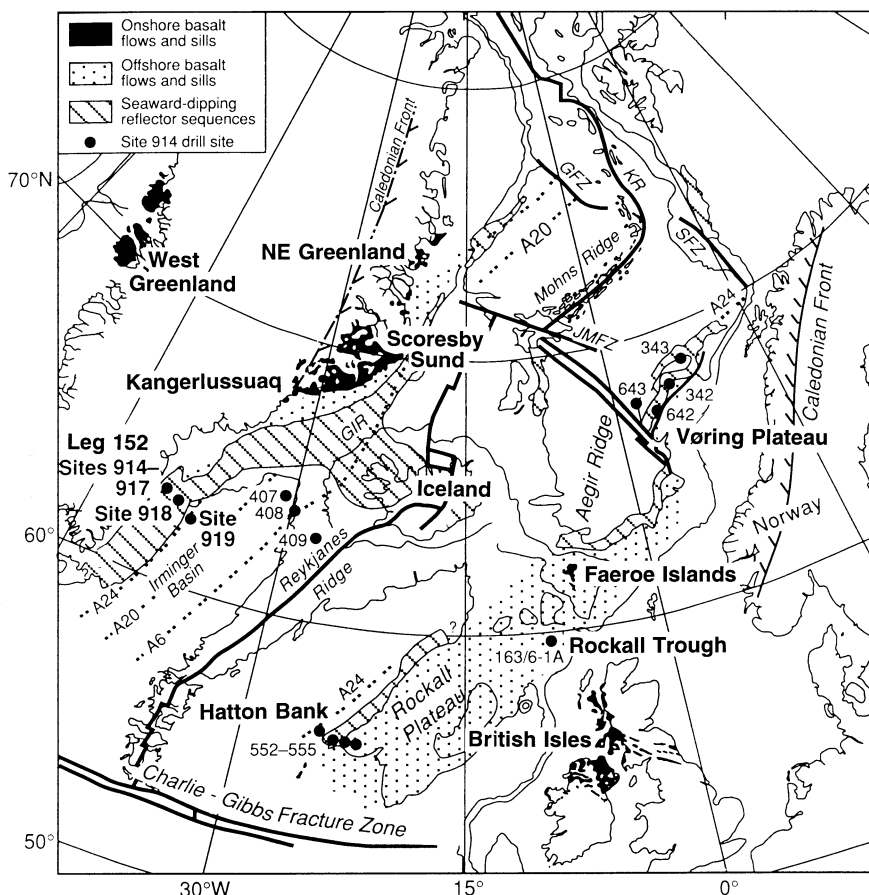 Onshore basalt
flows and sills
Offshore basalt
flows and sills
Seaward-dipping
reflector sequences
Site 914 drill site
70°N
60°
50°
30°W
15°
0°
Caledonian Front
West
Greenland
NE Greenland
Scoresby
Sund
Kangerlussuaq
GIR
Leg 152
Sites 914–
917
Site 918
Site
919
407
408
409
Iceland
Irminger
Basin
A24
A20
A6
Reykjanes
Ridge
GFZ
KR
A20
Mohns Ridge
SFZ
JMFZ
A24
343
643
342
642
Vøring Plateau
Caledonian Front
Aegir Ridge
Norway
Faeroe Islands
?
163/6-1A
Rockall Trough
A24
Hatton Bank
Rockall
Plateau
552–555
British Isles
Charlie - Gibbs Fracture Zone